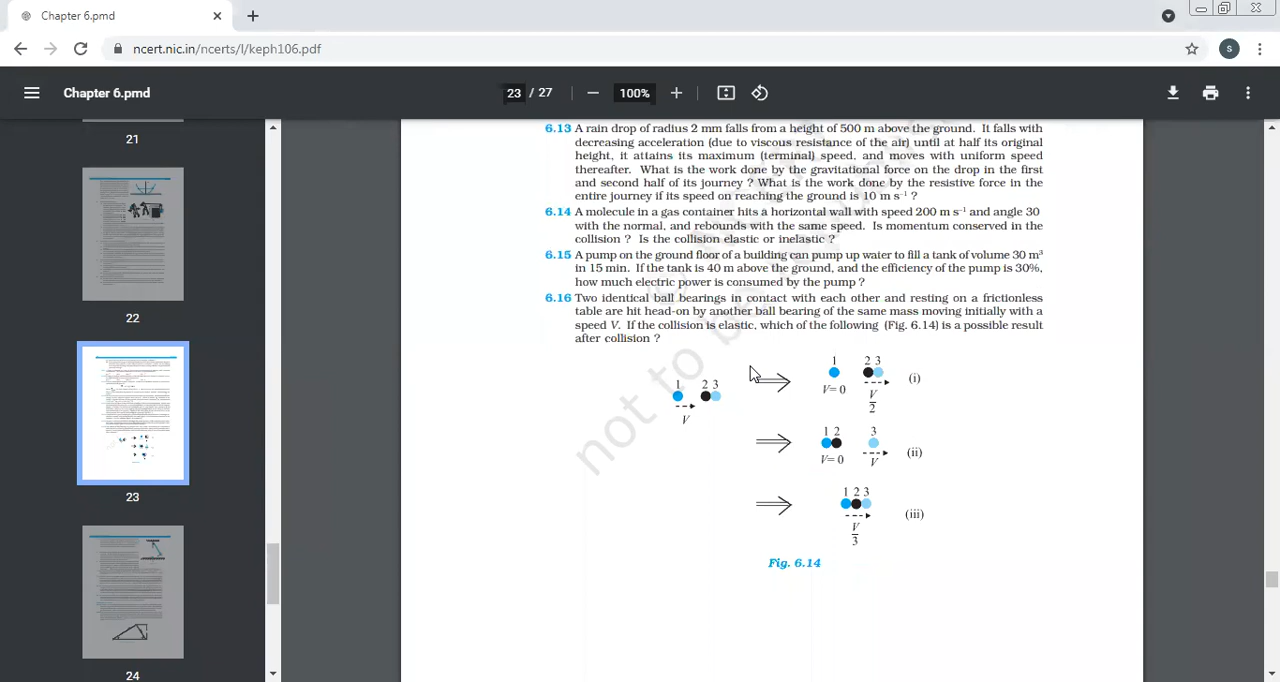 Chapter 6.pmd
ncert.nic.in/ncerts/l/keph106.pdf
S
Chapter 6.pmd
23 / 27
100%
21
22
23
24
6.13 A rain drop of radius 2 mm falls from a height of 500 m above the ground. It falls with
decreasing acceleration (due to viscous resistance of the air) until at half its original
height, it attains its maximum (terminal) speed, and moves with uniform speed
thereafter. What is the work done by the gravitational force on the drop in the first
and second half of its journey ? What is the work done by the resistive force in the
entire journey if its speed on reaching the ground is 10 m s⁻¹ ?
6.14 A molecule in a gas container hits a horizontal wall with speed 200 m s⁻¹ and angle 30
with the normal, and rebounds with the same speed. Is momentum conserved in the
collision ? Is the collision elastic or inelastic ?
6.15 A pump on the ground floor of a building can pump up water to fill a tank of volume 30 m³
in 15 min. If the tank is 40 m above the ground, and the efficiency of the pump is 30%,
how much electric power is consumed by the pump ?
6.16 Two identical ball bearings in contact with each other and resting on a frictionless
table are hit head-on by another ball bearing of the same mass moving initially with a
speed V. If the collision is elastic, which of the following (Fig. 6.14) is a possible result
after collision ?
1 2 3
V
1 2 3
V=0 V/2 (i)
1 2 3
V=0 V (ii)
1 2 3
V/3 (iii)
Fig. 6.14
not to be